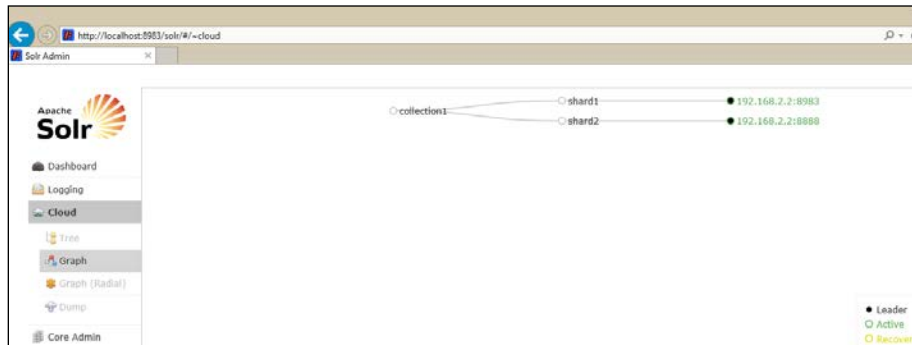 http://localhost:8983/solr/#/~cloud
Solr Admin
Apache
Solr
collection1
shard1
192.168.2.2:8983
shard2
192.168.2.2:8888
Dashboard
Logging
Cloud
Tree
Graph
Graph (Radial)
Dump
Core Admin
Leader
Active
Recover